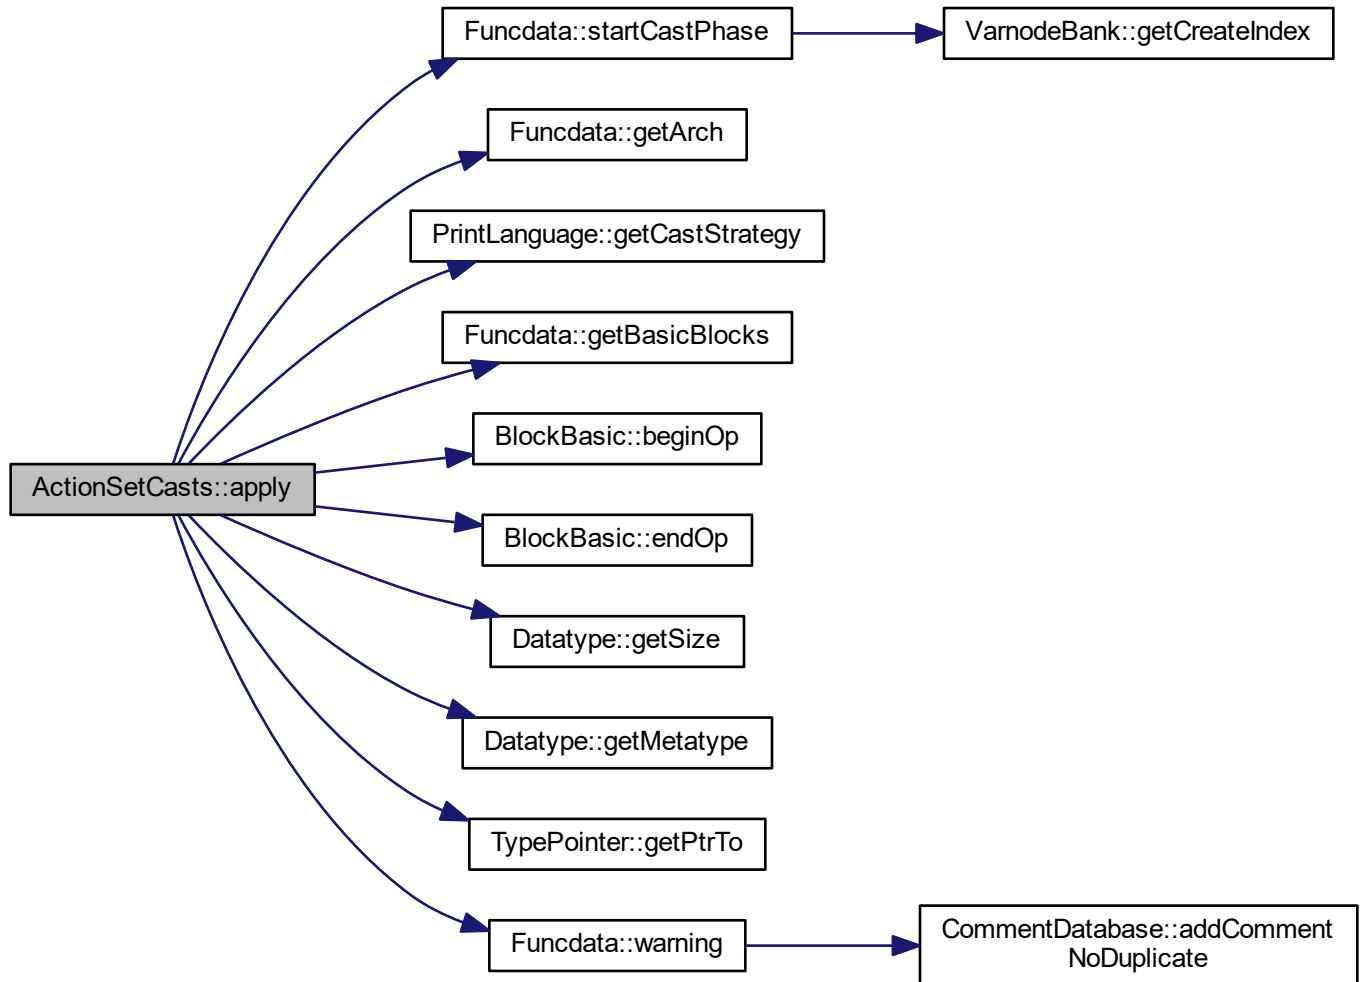 Funcdata::startCastPhase
VarnodeBank::getCreateIndex
Funcdata::getArch
PrintLanguage::getCastStrategy
Funcdata::getBasicBlocks
BlockBasic::beginOp
ActionSetCasts::apply
BlockBasic::endOp
Datatype::getSize
Datatype::getMetatype
TypePointer::getPtrTo
Funcdata::warning
CommentDatabase::addComment
NoDuplicate